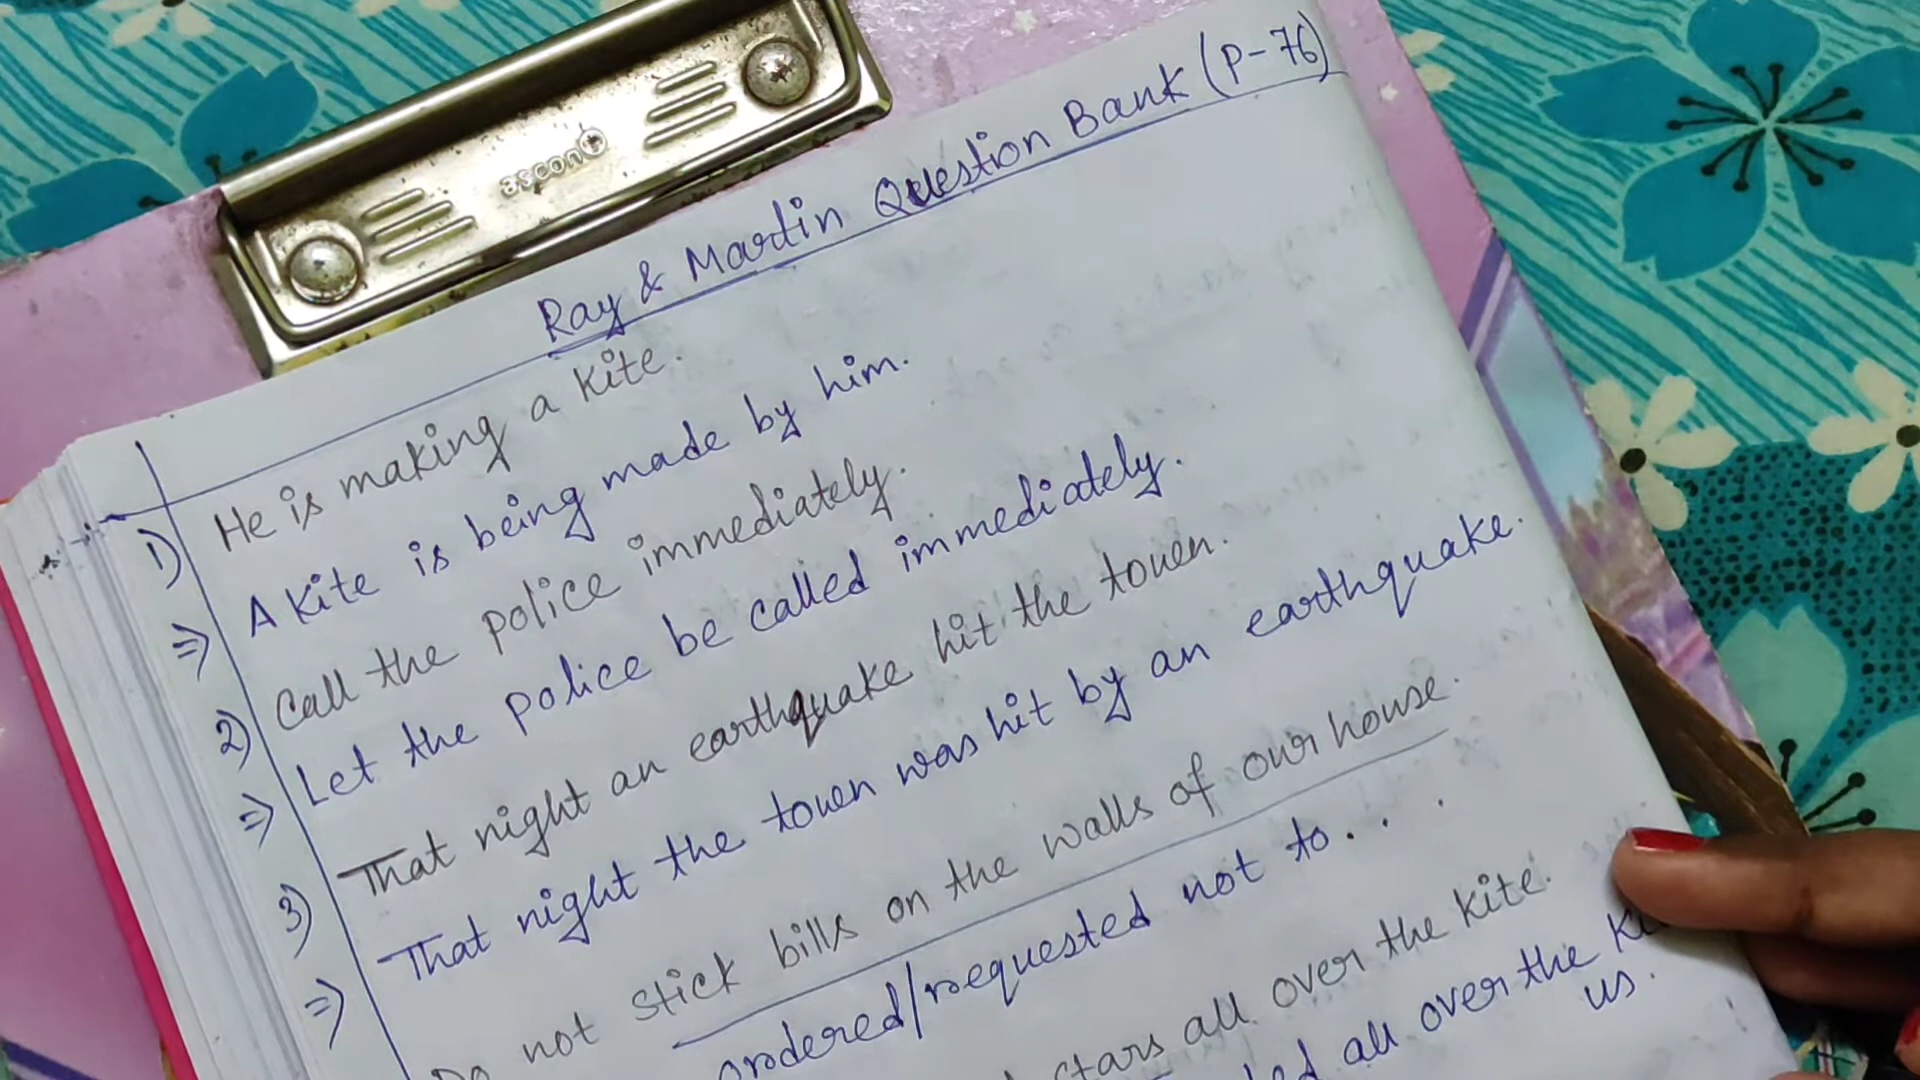 ascon
Ray & Martin Question Bank (P-76)
1) He is making a kite.
=> A kite is being made by him.
2) Call the police immediately.
=> Let the police be called immediately.
3) That night an earthquake hit the town.
=> That night the town was hit by an earthquake.
Do not stick bills on the walls of our house.
ordered/requested not to...
stars all over the kite.
all over the
us.